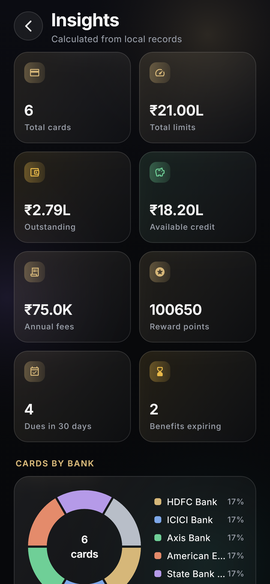 Insights
Calculated from local records
6
Total cards
₹21.00L
Total limits
₹2.79L
Outstanding
₹18.20L
Available credit
₹75.0K
Annual fees
100650
Reward points
4
Dues in 30 days
2
Benefits expiring
CARDS BY BANK
6
cards
HDFC Bank 17%
ICICI Bank 17%
Axis Bank 17%
American E... 17%
State Bank ... 17%